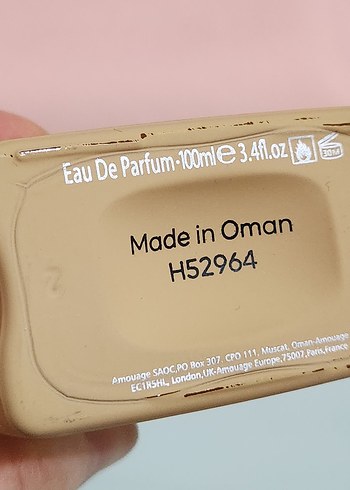 Eau De Parfum-100ml℮ 3.4fl.oz 30M
Made in Oman
H52964
Amouage SAOC,PO Box 307. CPO 111, Muscat, Oman-Amouage
EC1R5HL, London,UK-Amouage Europe,75007,Paris,France